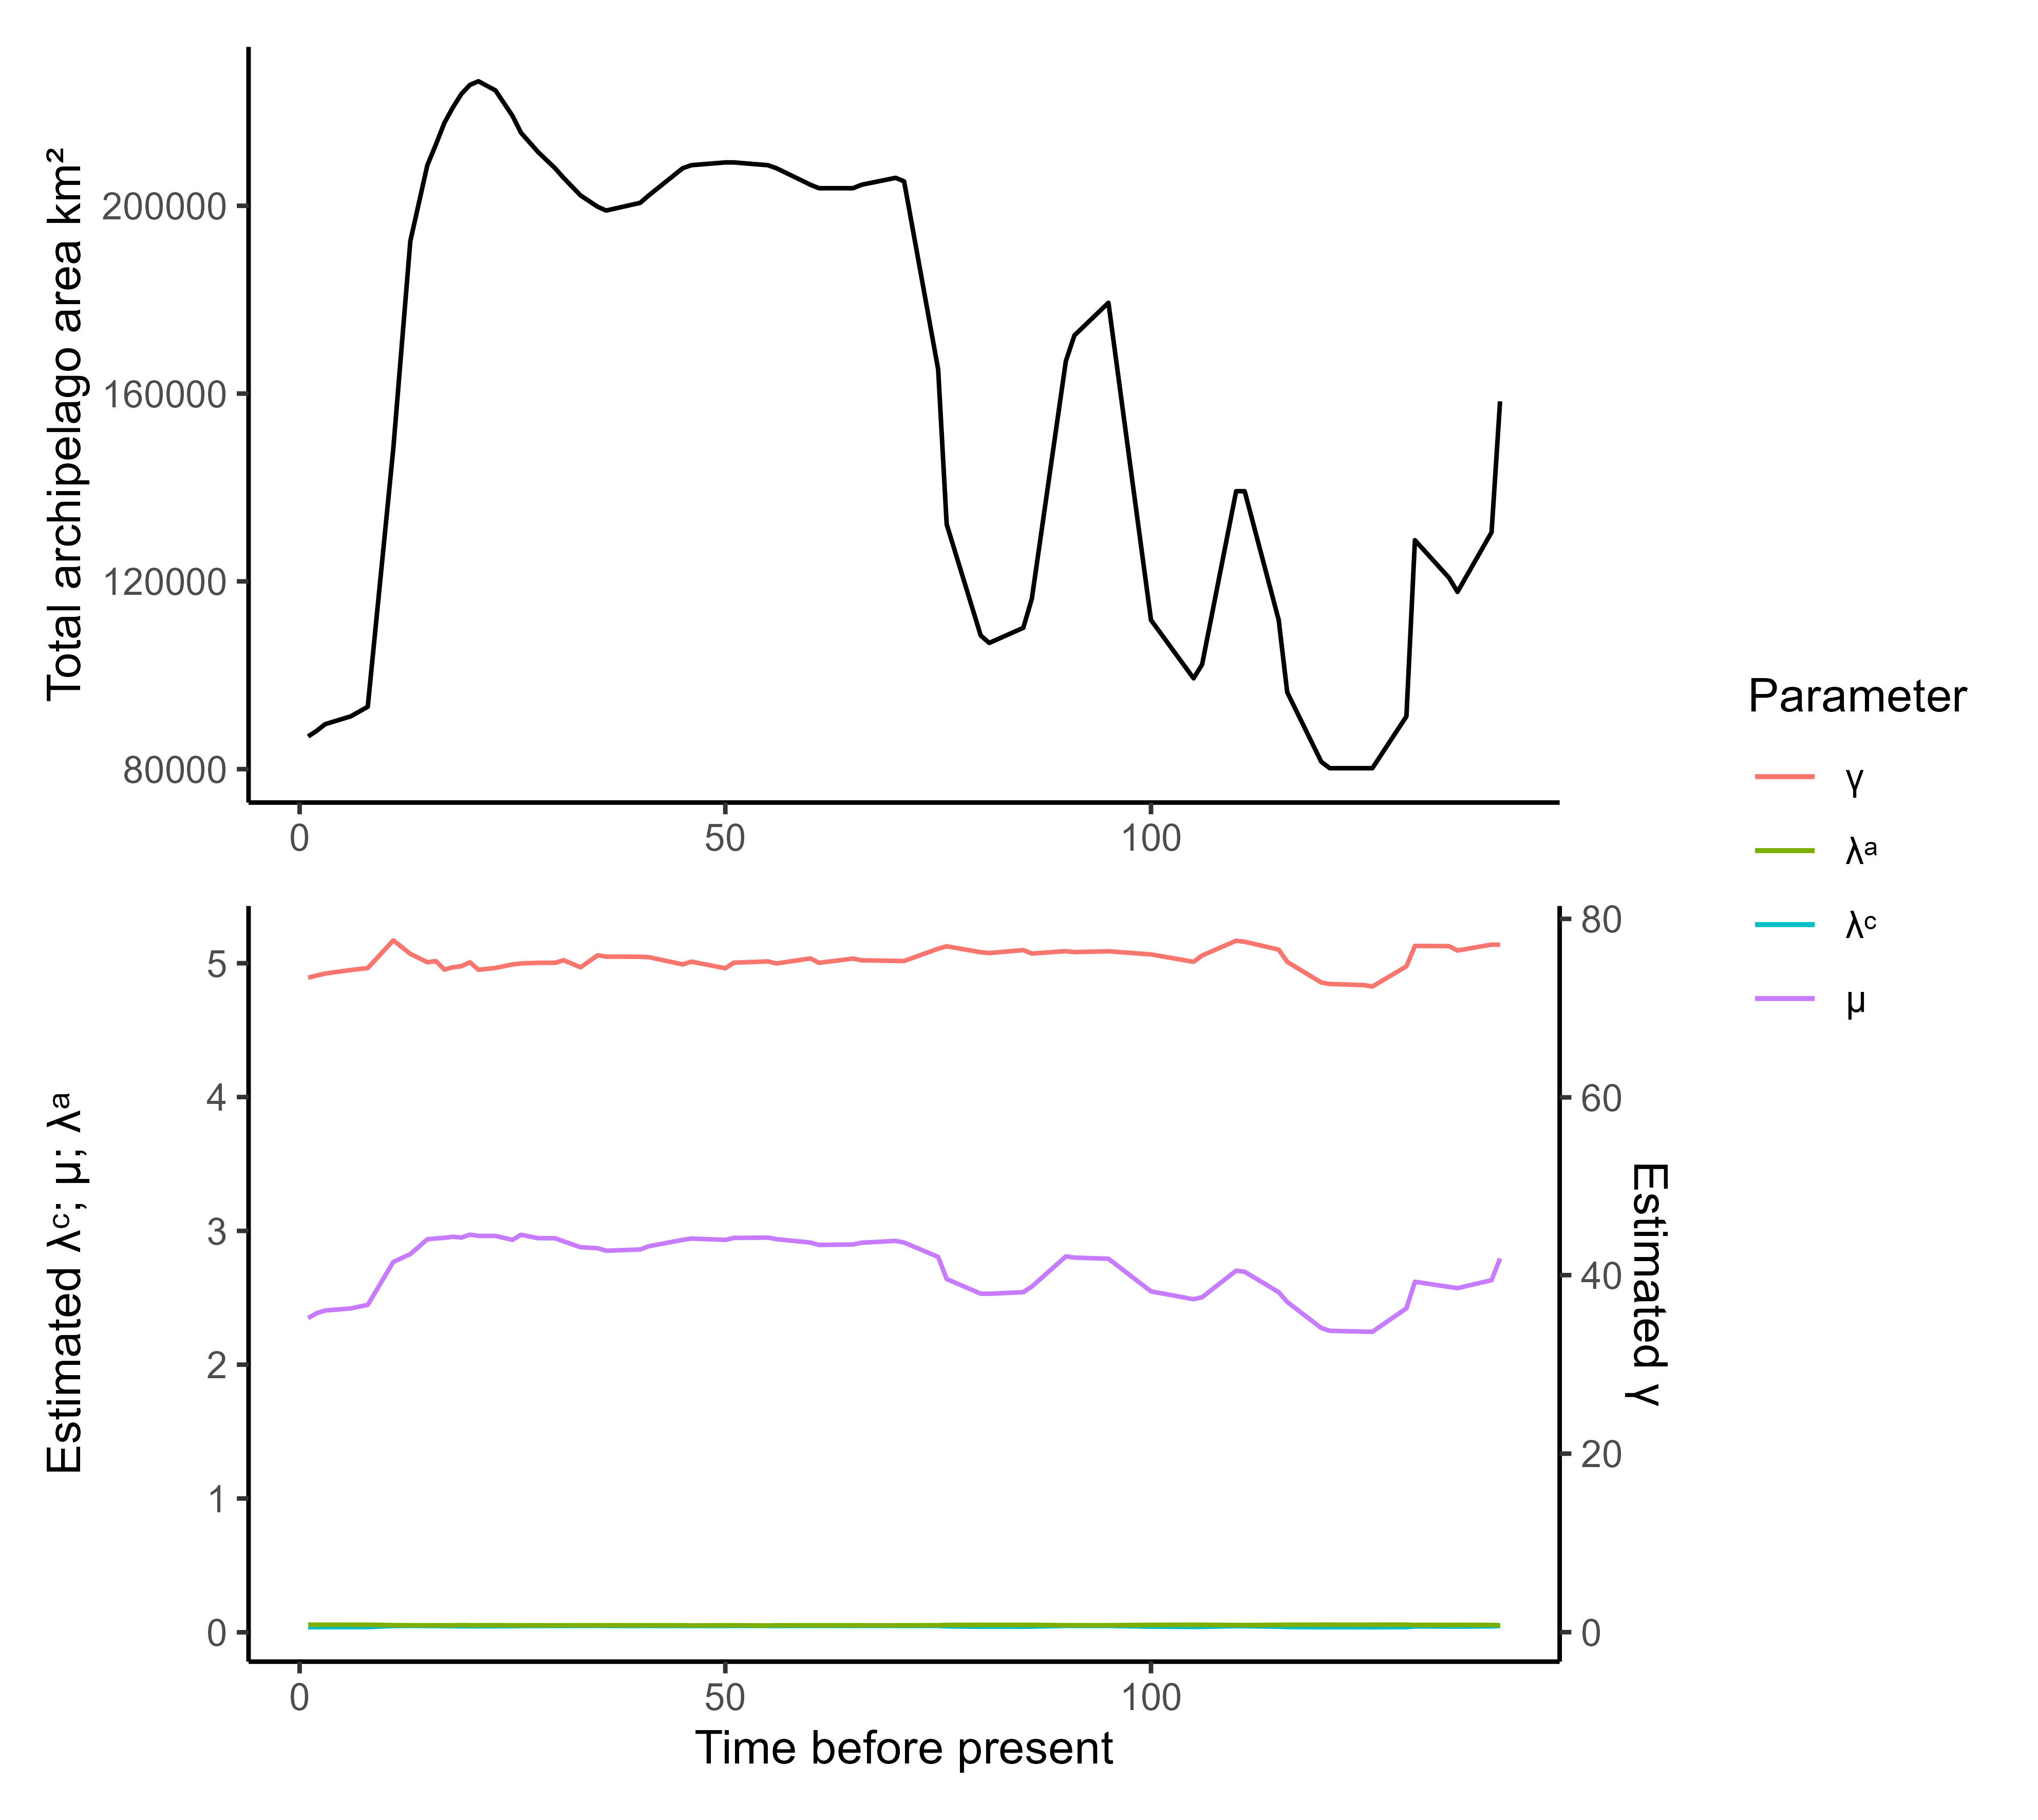 Total archipelago area km²
200000
160000
120000
80000
0 50 100
Estimated λᶜ; μ; λᵃ
5
4
3
2
1
0
80
60
40
20
0
Estimated γ
0 50 100
Time before present
Parameter
γ
λᵃ
λᶜ
μ